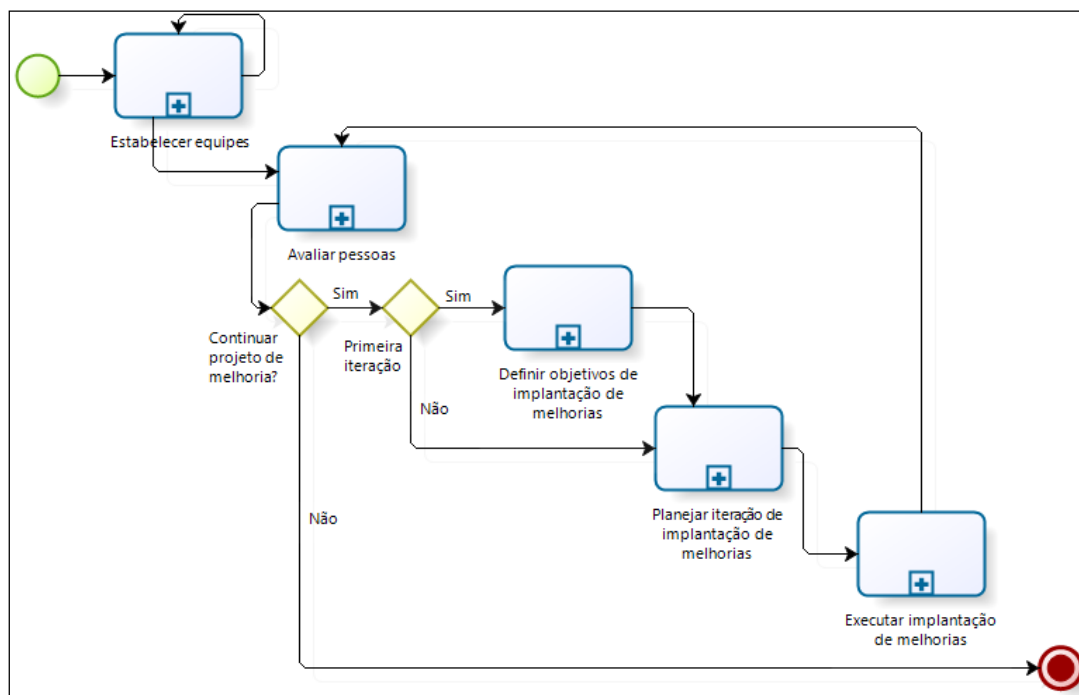 Estabelecer equipes
Avaliar pessoas
Continuar
projeto de
melhoria?
Sim
Primeira
iteração
Sim
Definir objetivos de
implantação de
melhorias
Não
Planejar iteração de
implantação de
melhorias
Não
Executar implantação
de melhorias